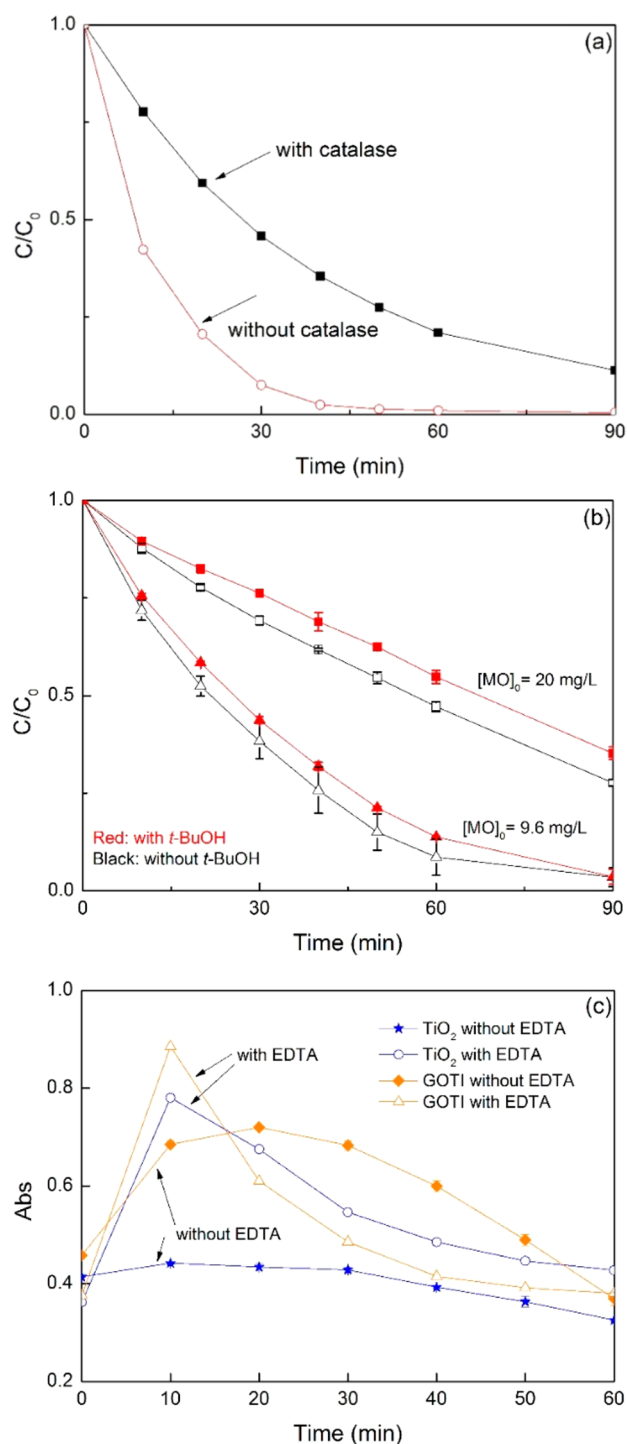 (a)
1.0
with catalase
C/C₀
0.5
without catalase
0.0
0 30 60 90
Time (min)
(b)
1.0
C/C₀
[MO]₀= 20 mg/L
0.5
Red: with t-BuOH
[MO]₀= 9.6 mg/L
Black: without t-BuOH
0.0
0 30 60 90
Time (min)
(c)
1.0
TiO₂ without EDTA
with EDTA
TiO₂ with EDTA
GOTI without EDTA
GOTI with EDTA
0.8
Abs
0.6
without EDTA
0.4
0.2
0 10 20 30 40 50 60
Time (min)